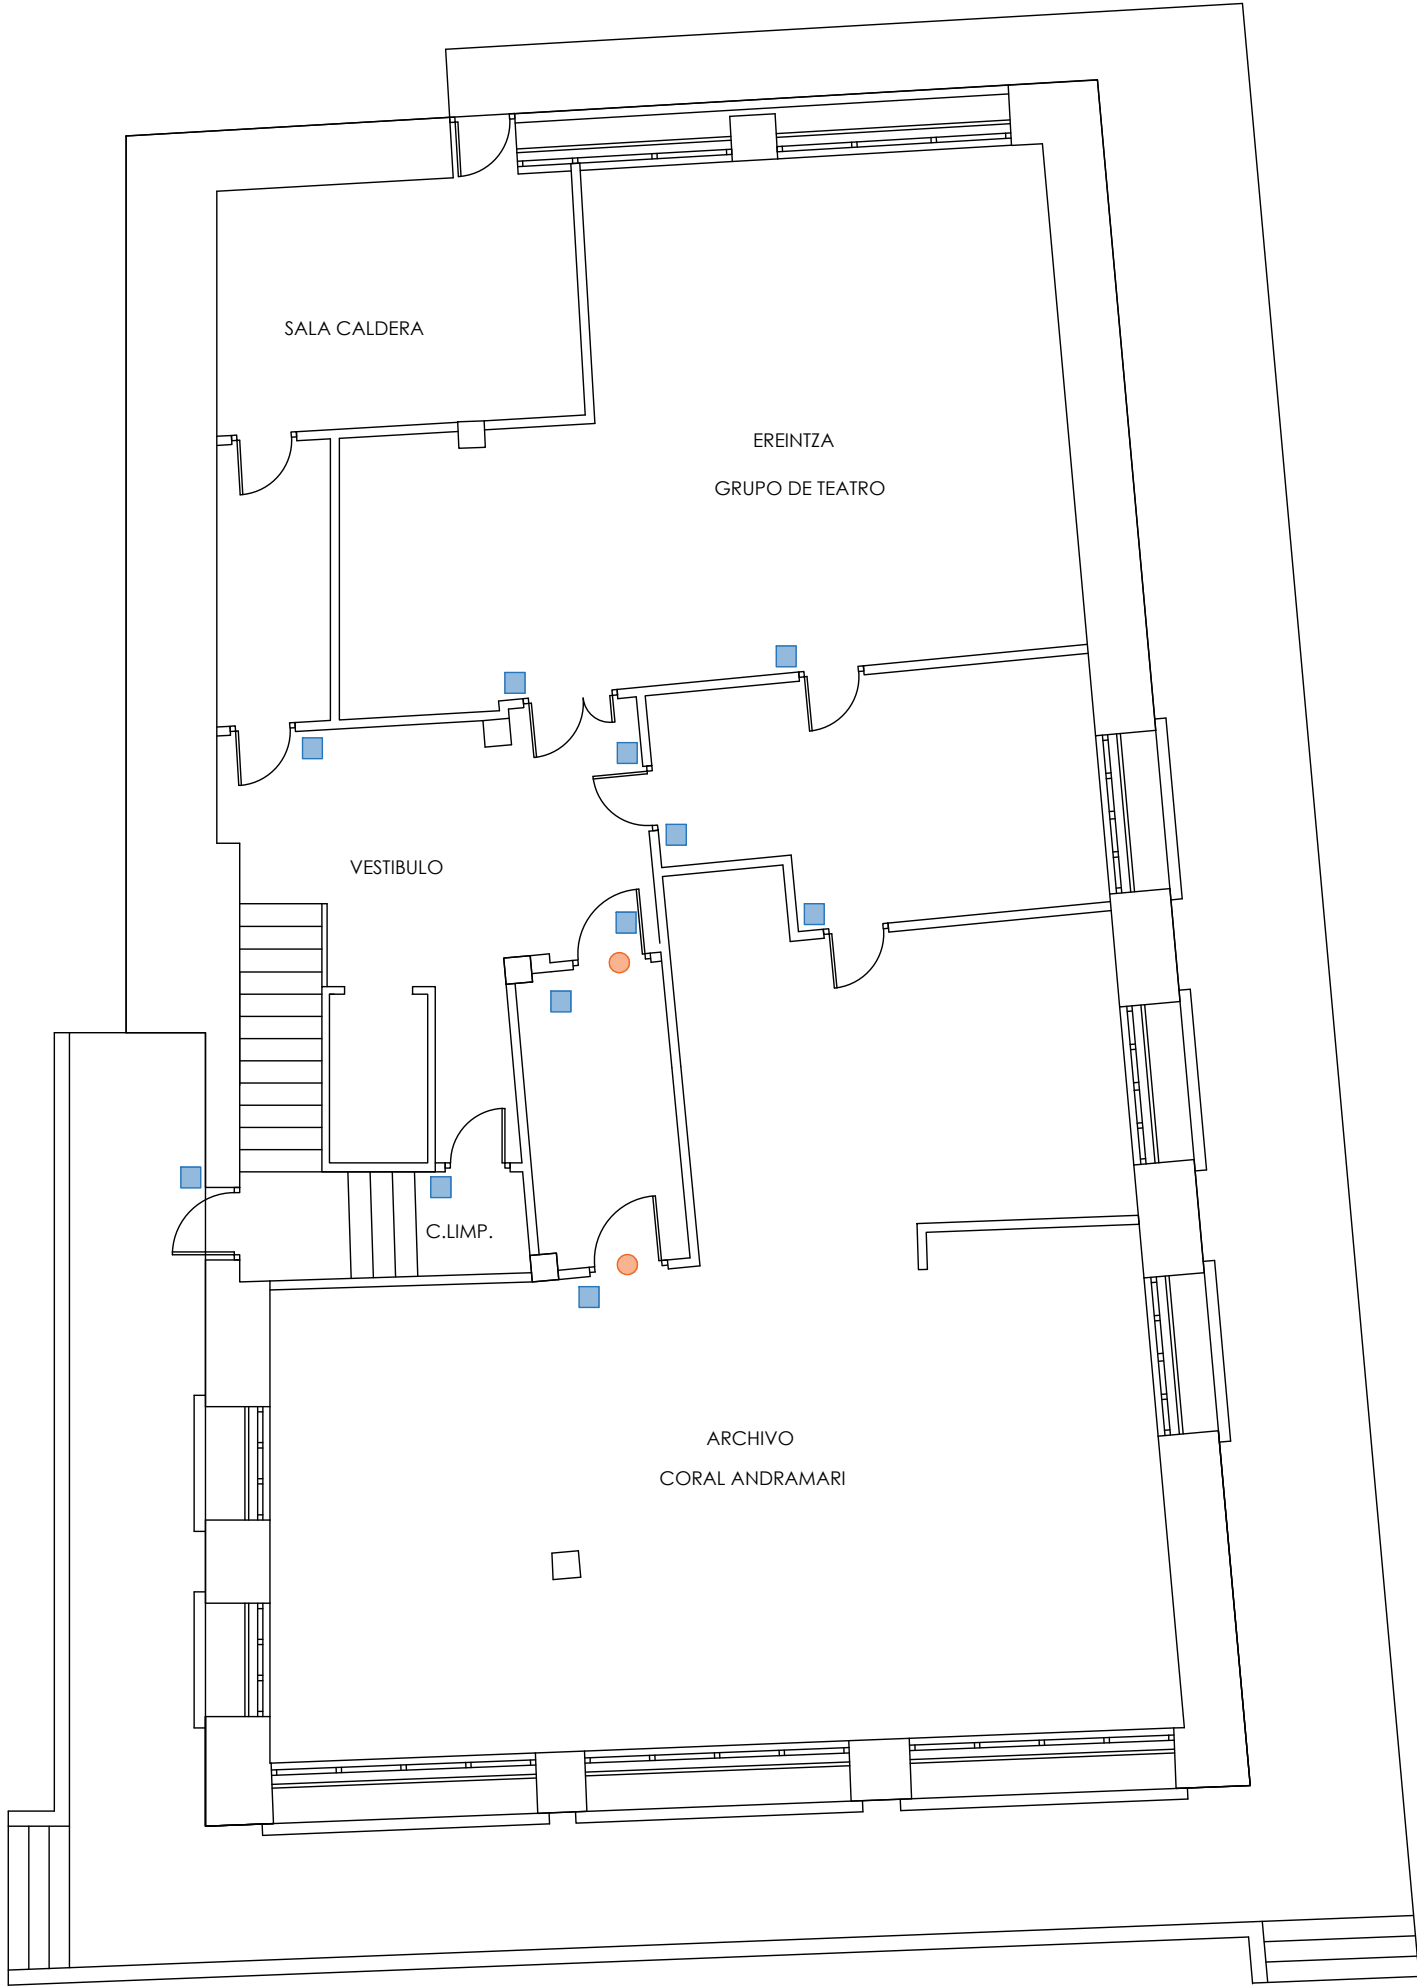 SALA CALDERA
EREINTZA
GRUPO DE TEATRO
VESTIBULO
C.LIMP.
ARCHIVO
CORAL ANDRAMARI